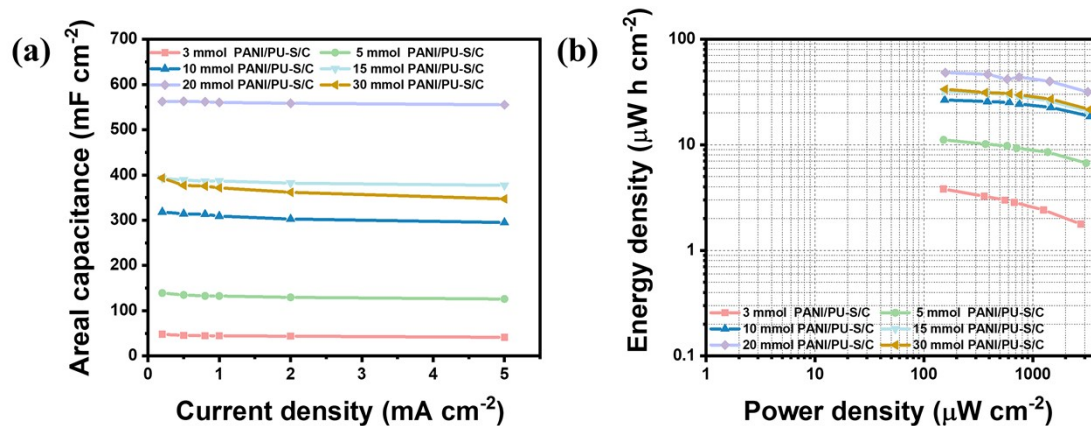 (a)
Areal capacitance (mF cm⁻²)
700
600
500
400
300
200
100
0
3 mmol PANI/PU-S/C
5 mmol PANI/PU-S/C
10 mmol PANI/PU-S/C
15 mmol PANI/PU-S/C
20 mmol PANI/PU-S/C
30 mmol PANI/PU-S/C
0 1 2 3 4 5
Current density (mA cm⁻²)
(b)
Energy density (μW h cm⁻²)
100
10
1
0.1
3 mmol PANI/PU-S/C
5 mmol PANI/PU-S/C
10 mmol PANI/PU-S/C
15 mmol PANI/PU-S/C
20 mmol PANI/PU-S/C
30 mmol PANI/PU-S/C
1 10 100 1000
Power density (μW cm⁻²)